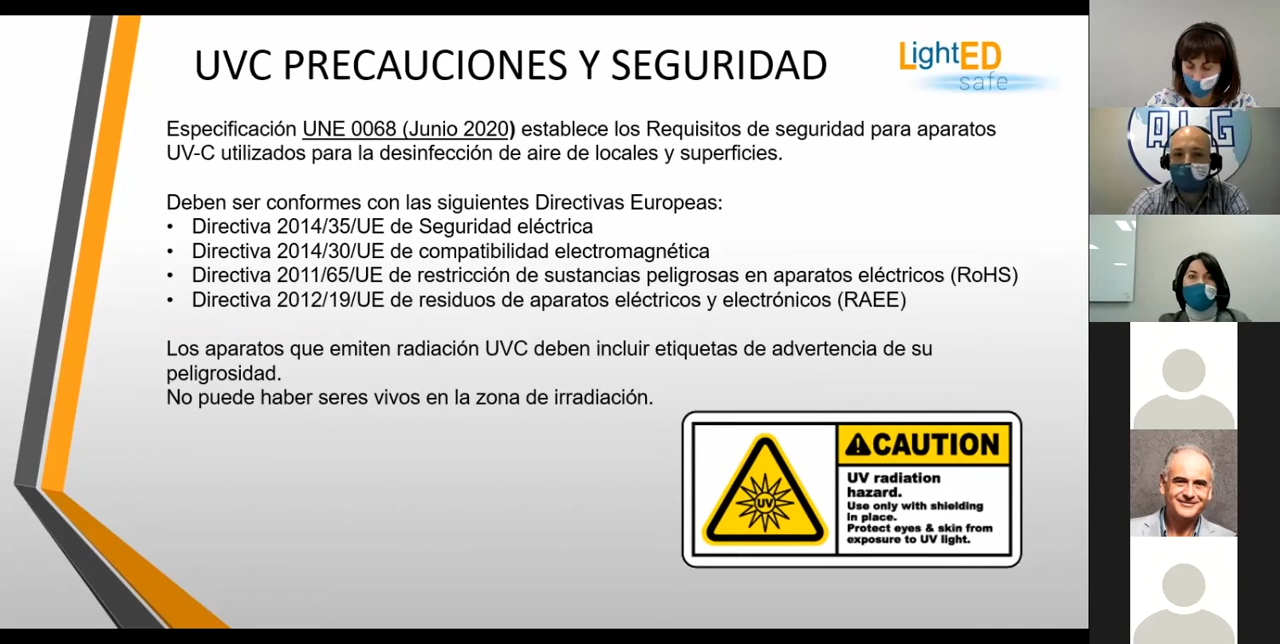 UVC PRECAUCIONES Y SEGURIDAD
LightED
safe
Especificación UNE 0068 (Junio 2020) establece los Requisitos de seguridad para aparatos
UV-C utilizados para la desinfección de aire de locales y superficies.
Deben ser conformes con las siguientes Directivas Europeas:
• Directiva 2014/35/UE de Seguridad eléctrica
• Directiva 2014/30/UE de compatibilidad electromagnética
• Directiva 2011/65/UE de restricción de sustancias peligrosas en aparatos eléctricos (RoHS)
• Directiva 2012/19/UE de residuos de aparatos eléctricos y electrónicos (RAEE)
Los aparatos que emiten radiación UVC deben incluir etiquetas de advertencia de su
peligrosidad.
No puede haber seres vivos en la zona de irradiación.
UV
CAUTION
UV radiation
hazard.
Use only with shielding
in place.
Protect eyes & skin from
exposure to UV light.